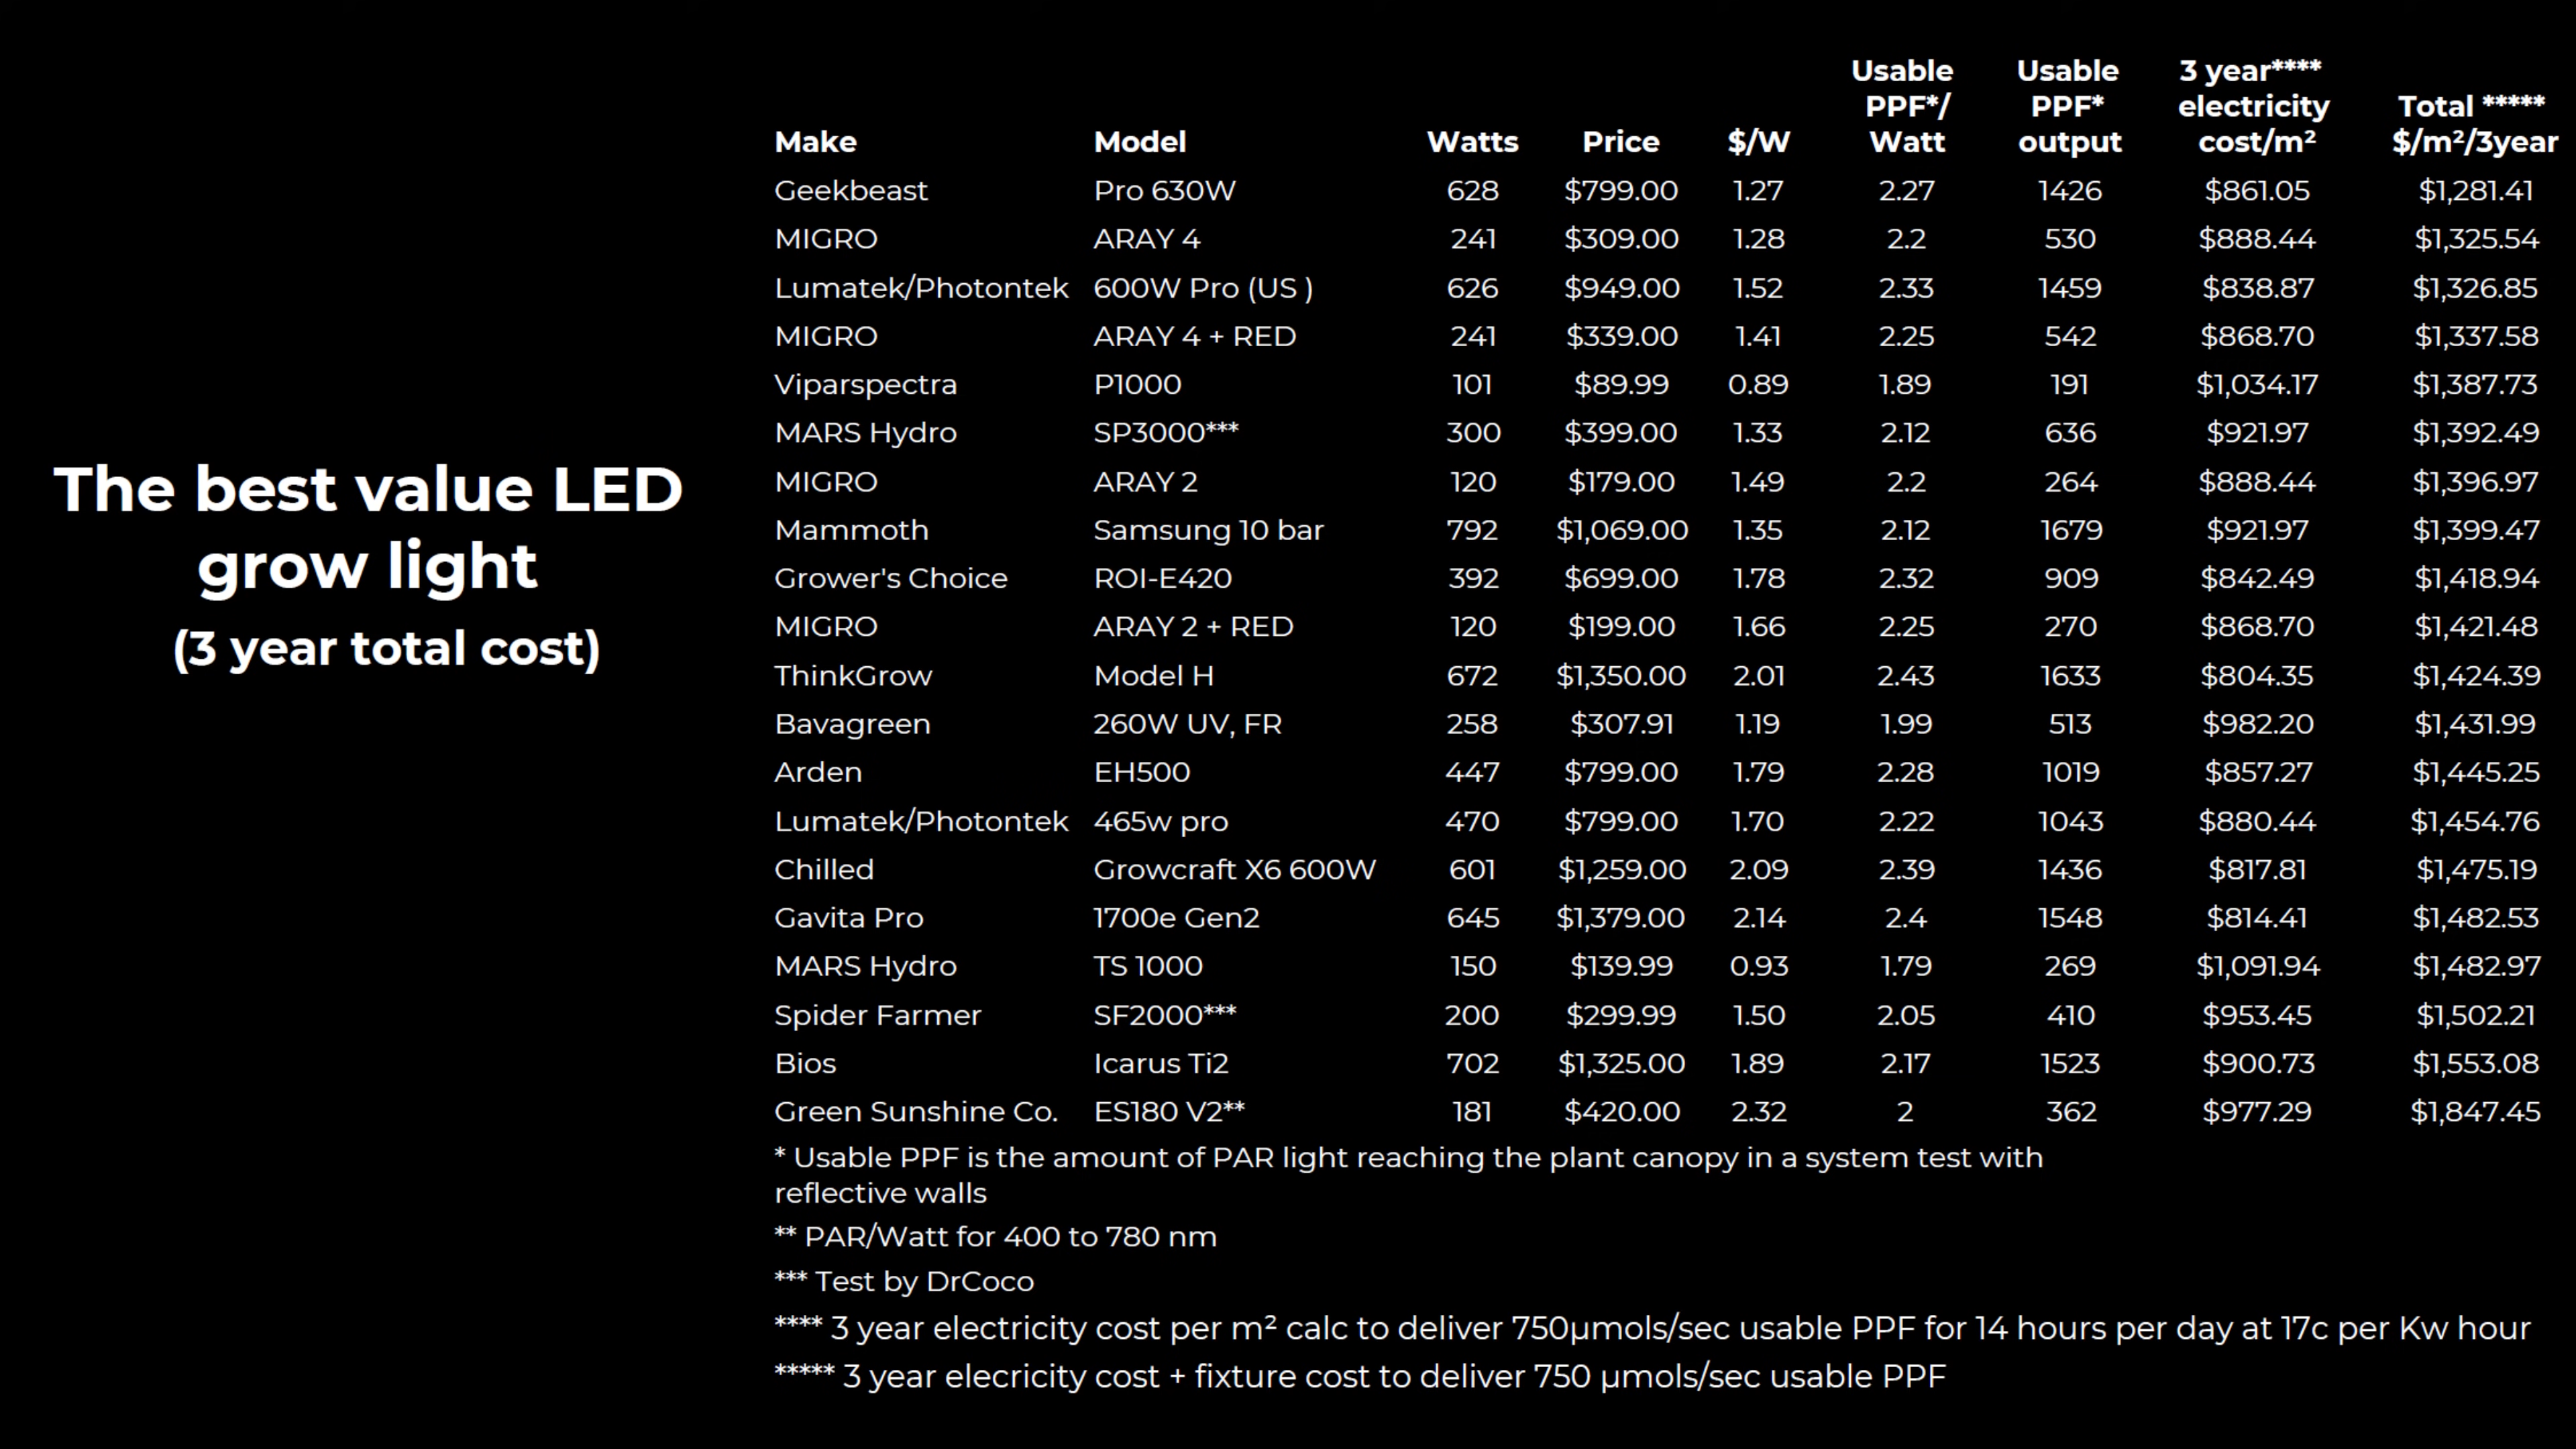 The best value LED
grow light
(3 year total cost)
Make Model Watts Price $/W Usable PPF*/ Watt Usable PPF* output 3 year**** electricity cost/m² Total ***** $/m²/3year
Geekbeast Pro 630W 628 $799.00 1.27 2.27 1426 $861.05 $1,281.41
MIGRO ARAY 4 241 $309.00 1.28 2.2 530 $888.44 $1,325.54
Lumatek/Photontek 600W Pro (US ) 626 $949.00 1.52 2.33 1459 $838.87 $1,326.85
MIGRO ARAY 4 + RED 241 $339.00 1.41 2.25 542 $868.70 $1,337.58
Viparspectra P1000 101 $89.99 0.89 1.89 191 $1,034.17 $1,387.73
MARS Hydro SP3000*** 300 $399.00 1.33 2.12 636 $921.97 $1,392.49
MIGRO ARAY 2 120 $179.00 1.49 2.2 264 $888.44 $1,396.97
Mammoth Samsung 10 bar 792 $1,069.00 1.35 2.12 1679 $921.97 $1,399.47
Grower's Choice ROI-E420 392 $699.00 1.78 2.32 909 $842.49 $1,418.94
MIGRO ARAY 2 + RED 120 $199.00 1.66 2.25 270 $868.70 $1,421.48
ThinkGrow Model H 672 $1,350.00 2.01 2.43 1633 $804.35 $1,424.39
Bavagreen 260W UV, FR 258 $307.91 1.19 1.99 513 $982.20 $1,431.99
Arden EH500 447 $799.00 1.79 2.28 1019 $857.27 $1,445.25
Lumatek/Photontek 465w pro 470 $799.00 1.70 2.22 1043 $880.44 $1,454.76
Chilled Growcraft X6 600W 601 $1,259.00 2.09 2.39 1436 $817.81 $1,475.19
Gavita Pro 1700e Gen2 645 $1,379.00 2.14 2.4 1548 $814.41 $1,482.53
MARS Hydro TS 1000 150 $139.99 0.93 1.79 269 $1,091.94 $1,482.97
Spider Farmer SF2000*** 200 $299.99 1.50 2.05 410 $953.45 $1,502.21
Bios Icarus Ti2 702 $1,325.00 1.89 2.17 1523 $900.73 $1,553.08
Green Sunshine Co. ES180 V2** 181 $420.00 2.32 2 362 $977.29 $1,847.45
* Usable PPF is the amount of PAR light reaching the plant canopy in a system test with
reflective walls
** PAR/Watt for 400 to 780 nm
*** Test by DrCoco
**** 3 year electricity cost per m² calc to deliver 750µmols/sec usable PPF for 14 hours per day at 17c per Kw hour
***** 3 year elecricity cost + fixture cost to deliver 750 µmols/sec usable PPF